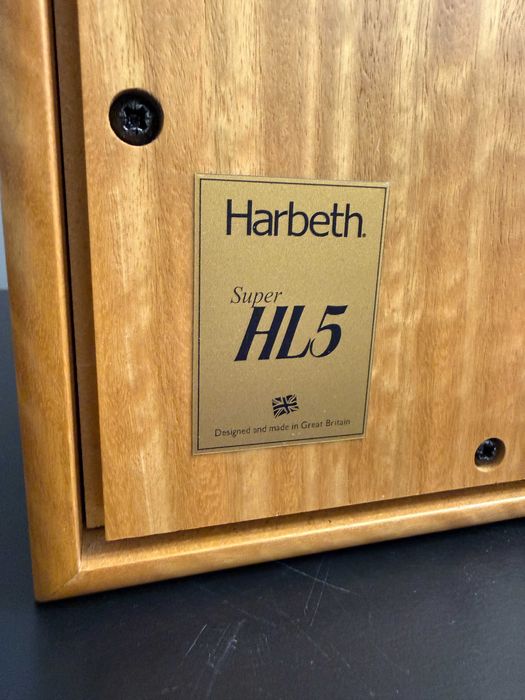 Harbeth®
Super
HL5
Designed and made in Great Britain